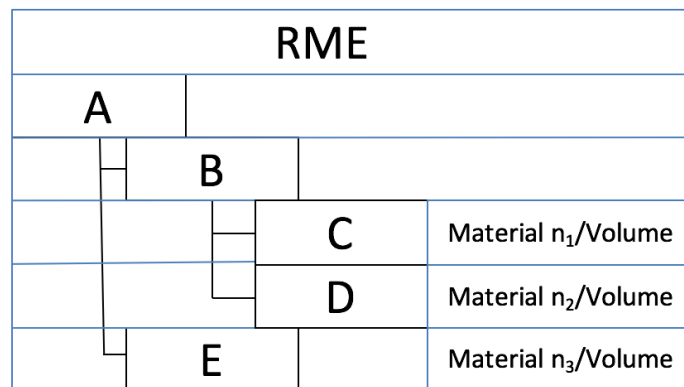 RME
A
B
C Material n₁/Volume
D Material n₂/Volume
E Material n₃/Volume